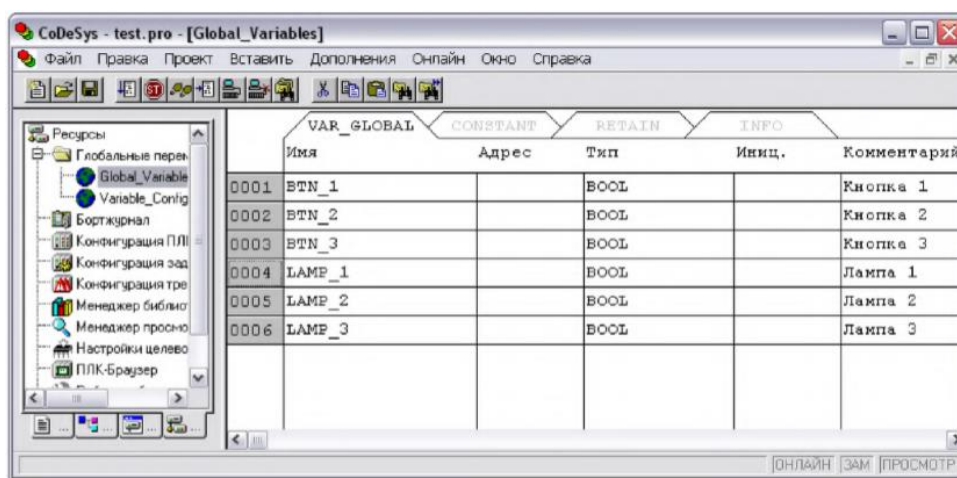 CoDeSys - test.pro - [Global_Variables]
Файл Правка Проект Вставить Дополнения Онлайн Окно Справка
Ресурсы
Глобальные перем
Global_Variable
Variable_Config
Бортжурнал
Конфигурация ПЛІ
Конфигурация зад
Конфигурация тре
Менеджер библиот
Менеджер просмо
Настройки целево
ПЛК-Браузер
VAR_GLOBAL CONSTANT RETAIN INFO
Имя Адрес Тип Иниц. Комментарий
0001 BTN_1 BOOL Кнопка 1
0002 BTN_2 BOOL Кнопка 2
0003 BTN_3 BOOL Кнопка 3
0004 LAMP_1 BOOL Лампа 1
0005 LAMP_2 BOOL Лампа 2
0006 LAMP_3 BOOL Лампа 3
ОНЛАЙН ЗАМ ПРОСМОТР